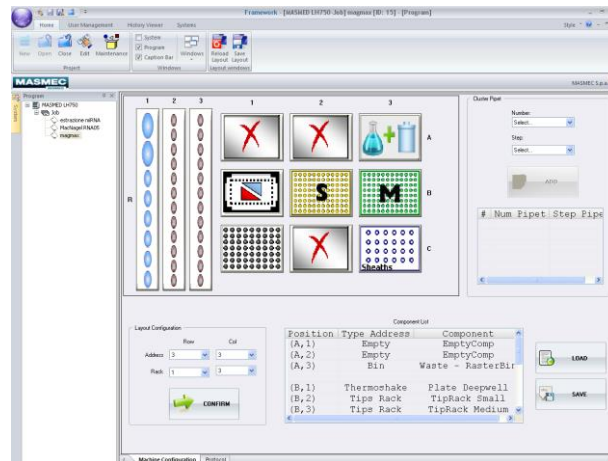 Framework - [MASMED LH750-Job] magmax [ID: 15] - [Program]
Home User Management History Viewer Systems
Style
New Open Close Edit Maintenance
Project
System
Program
Caption Bar
Windows
Windows
Reload Layout
Save Layout
Layout windows
MASMEC
MASMEC S.p.a
System
Program
MASMED LH750
Job
estrazione miRNA
magmax
1 2 3
1 2 3
R
A
B
C
S
M
Sheaths
Cluster Pipet
Number:
Select...
Step:
Select...
ADD
# Num Pipet Step Pipe
Layout Configuration
Row Col
Address 3 3
Rack 1 3
CONFIRM
Component List
Position Type Address Component
(A,1) Empty EmptyComp
(A,2) Empty EmptyComp
(A,3) Bin Waste - RasterBin
(B,1) Thermoshake Plate Deepwell
(B,2) Tips Rack TipRack Small
(B,3) Tips Rack TipRack Medium
LOAD
SAVE
Machine Configuration Protocol